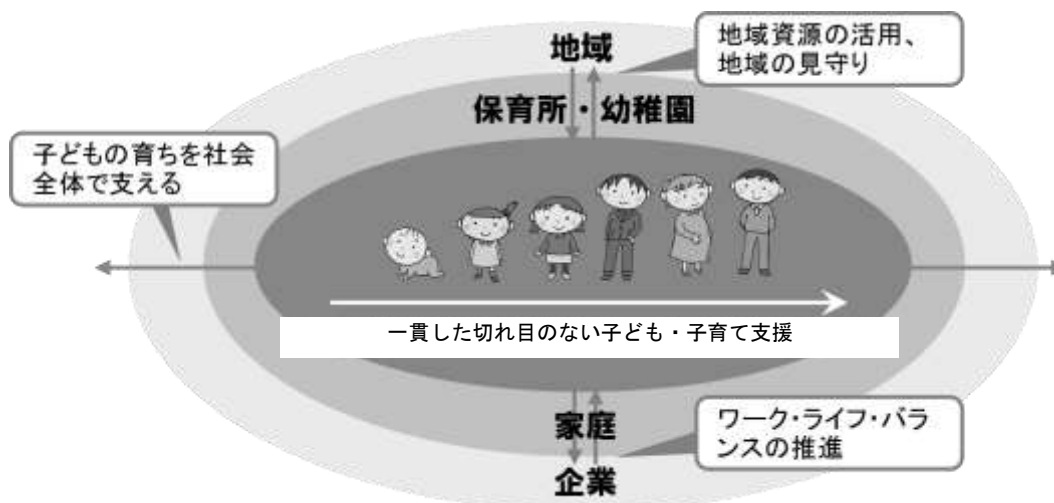 地域
地域資源の活用、
地域の見守り
保育所・幼稚園
子どもの育ちを社会
全体で支える
一貫した切れ目のない子ども・子育て支援
家庭
ワーク・ライフ・バラ
ンスの推進
企業